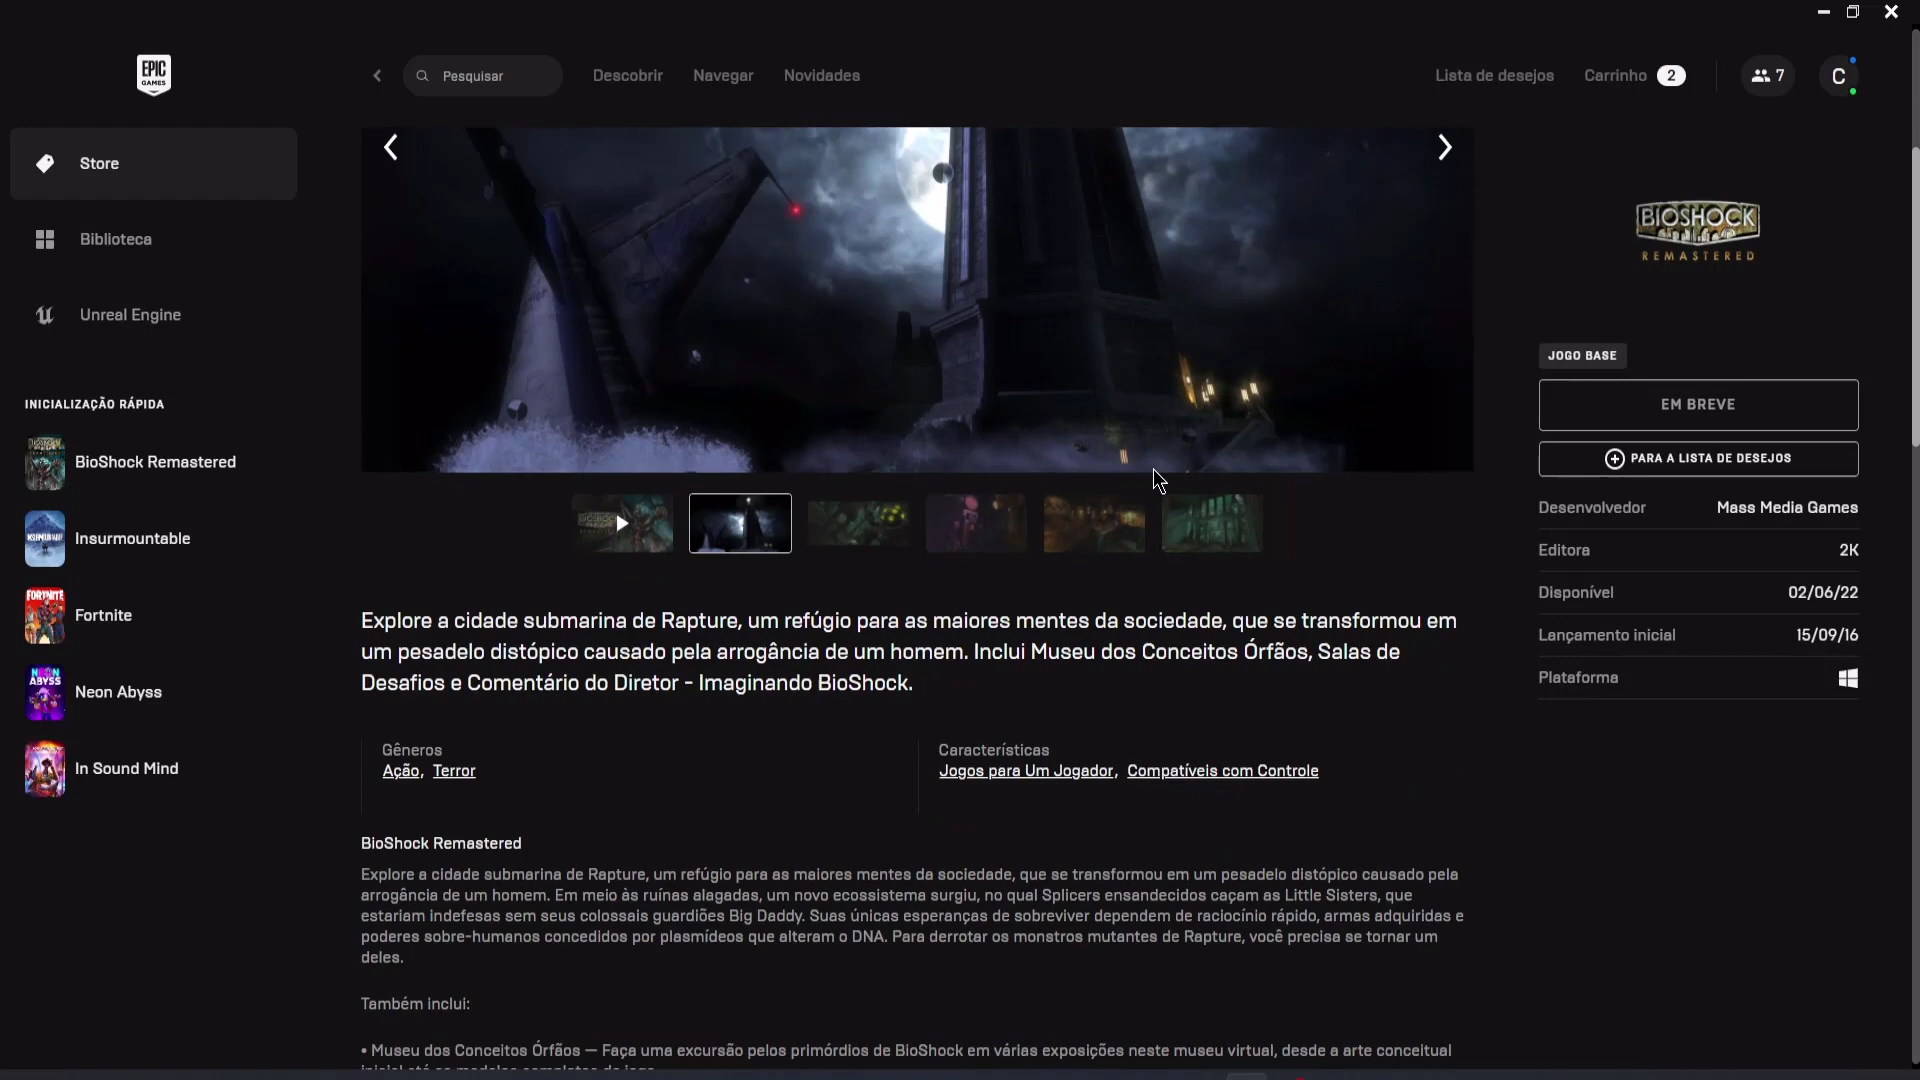 EPIC
GAMES
Pesquisar
Descobrir
Navegar
Novidades
Lista de desejos
Carrinho 2
7
C
Store
Biblioteca
Unreal Engine
INICIALIZAÇÃO RÁPIDA
BioShock Remastered
Insurmountable
FORTNITE
Fortnite
NEON
ABYSS
Neon Abyss
In Sound Mind
BIOSHOCK
REMASTERED
JOGO BASE
EM BREVE
PARA A LISTA DE DESEJOS
Desenvolvedor Mass Media Games
Editora 2K
Disponível 02/06/22
Lançamento inicial 15/09/16
Plataforma
Explore a cidade submarina de Rapture, um refúgio para as maiores mentes da sociedade, que se transformou em
um pesadelo distópico causado pela arrogância de um homem. Inclui Museu dos Conceitos Órfãos, Salas de
Desafios e Comentário do Diretor - Imaginando BioShock.
Gêneros
Ação, Terror
Características
Jogos para Um Jogador, Compatíveis com Controle
BioShock Remastered
Explore a cidade submarina de Rapture, um refúgio para as maiores mentes da sociedade, que se transformou em um pesadelo distópico causado pela
arrogância de um homem. Em meio às ruínas alagadas, um novo ecossistema surgiu, no qual Splicers ensandecidos caçam as Little Sisters, que
estariam indefesas sem seus colossais guardiões Big Daddy. Suas únicas esperanças de sobreviver dependem de raciocínio rápido, armas adquiridas e
poderes sobre-humanos concedidos por plasmídeos que alteram o DNA. Para derrotar os monstros mutantes de Rapture, você precisa se tornar um
deles.
Também inclui:
• Museu dos Conceitos Órfãos — Faça uma excursão pelos primórdios de BioShock em várias exposições neste museu virtual, desde a arte conceitual